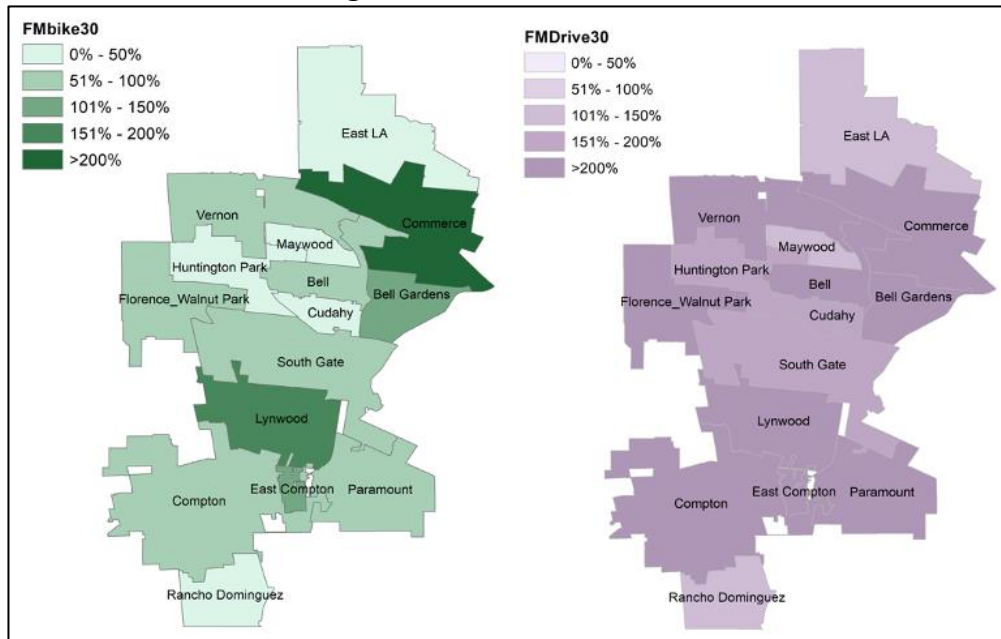 FMbike30
0% - 50%
51% - 100%
101% - 150%
151% - 200%
>200%
East LA
Vernon
Commerce
Maywood
Huntington Park
Bell
Bell Gardens
Florence_Walnut Park
Cudahy
South Gate
Lynwood
Compton
East Compton
Paramount
Rancho Dominguez
FMDrive30
0% - 50%
51% - 100%
101% - 150%
151% - 200%
>200%
East LA
Vernon
Commerce
Maywood
Huntington Park
Bell
Bell Gardens
Florence_Walnut Park
Cudahy
South Gate
Lynwood
Compton
East Compton
Paramount
Rancho Dominguez